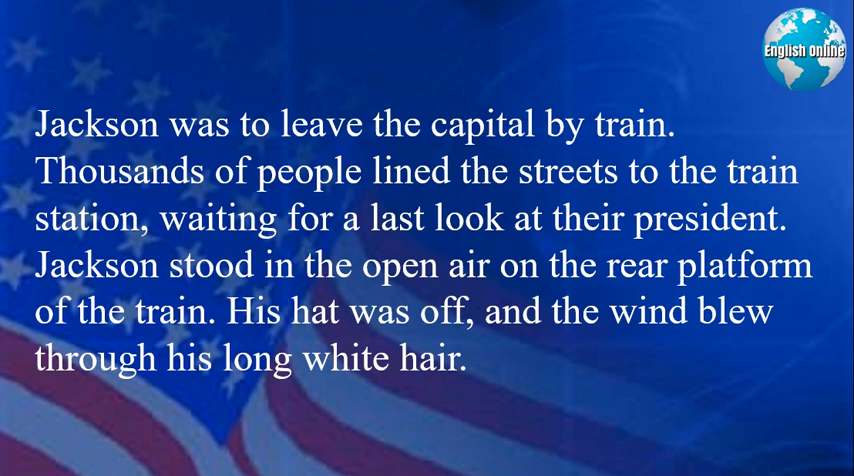 English Online
Jackson was to leave the capital by train.
Thousands of people lined the streets to the train
station, waiting for a last look at their president.
Jackson stood in the open air on the rear platform
of the train. His hat was off, and the wind blew
through his long white hair.